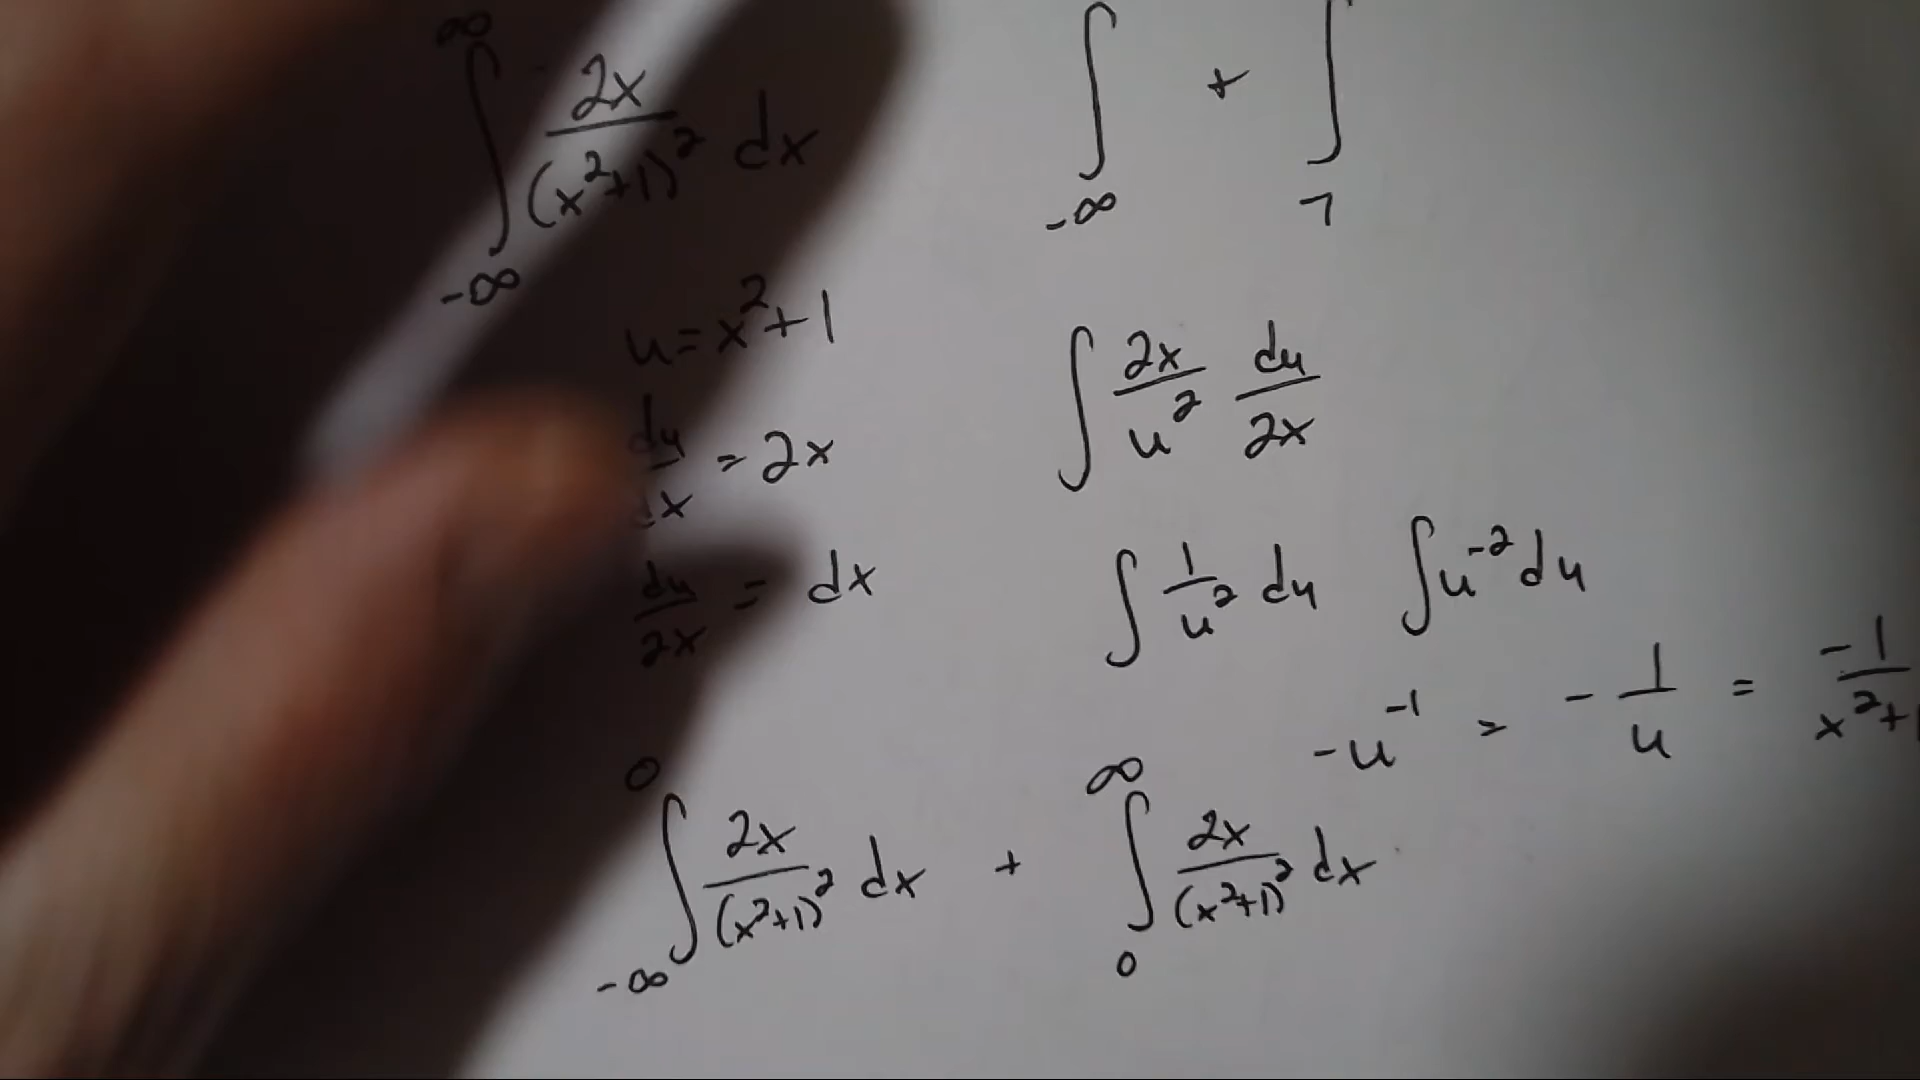 ∫_{-∞}^{∞} 2x/(x²+1)² dx
∫_{-∞} + ∫_{7}
u = x² + 1
du/dx = 2x
∫ 2x/u² du/2x
du/2x = dx
∫ 1/u² du ∫ u⁻² du
-u⁻¹ = -1/u = -1/x²+1
∫_{-∞}^{0} 2x/(x²+1)² dx + ∫_{0}^{∞} 2x/(x²+1)² dx